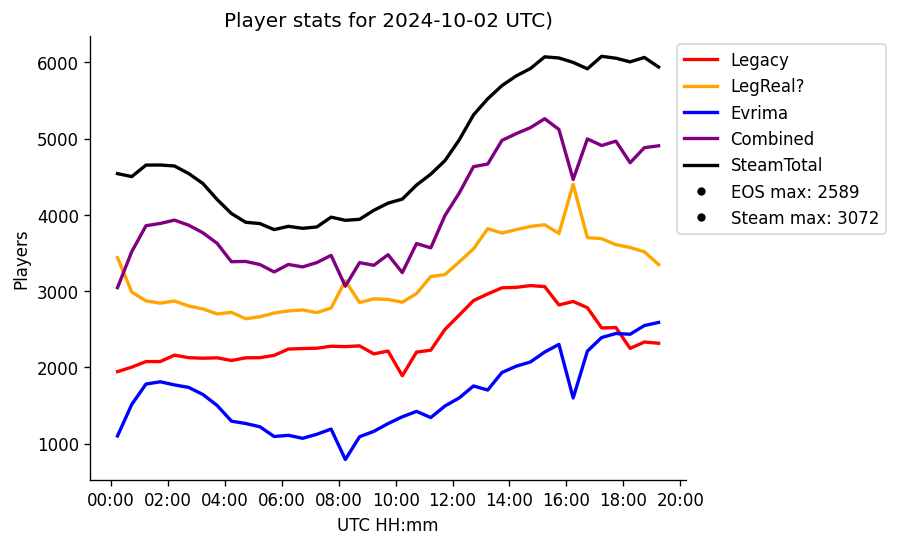 Player stats for 2024-10-02 UTC)
Players
6000
5000
4000
3000
2000
1000
00:00 02:00 04:00 06:00 08:00 10:00 12:00 14:00 16:00 18:00 20:00
UTC HH:mm
Legacy
LegReal?
Evrima
Combined
SteamTotal
EOS max: 2589
Steam max: 3072